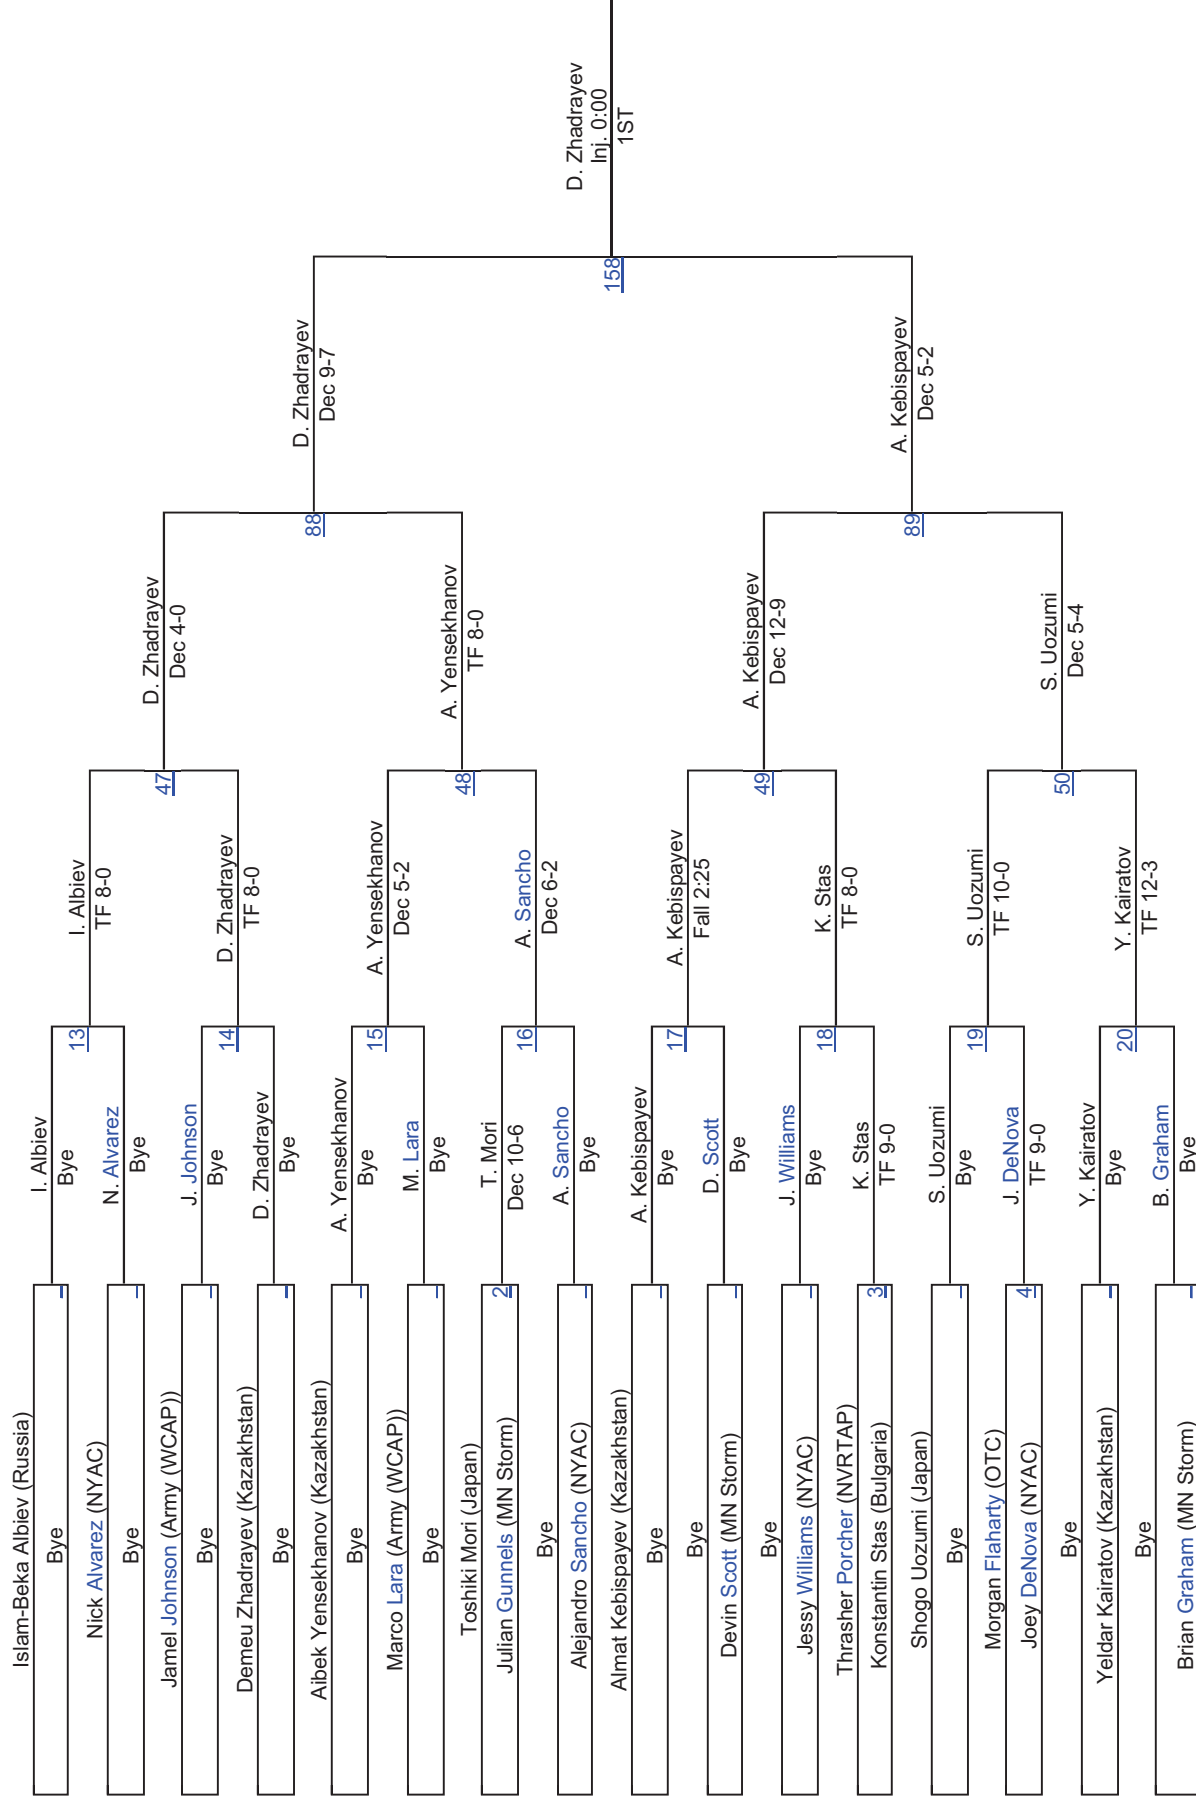 Islam-Beka Albiev (Russia)
Bye
Nick Alvarez (NYAC)
Bye
Jamel Johnson (Army (WCAP))
Bye
Demeu Zhadrayev (Kazakhstan)
Bye
Aibek Yensekhanov (Kazakhstan)
Bye
Marco Lara (Army (WCAP))
Bye
Toshiki Mori (Japan)
2
Julian Gunnels (MN Storm)
Bye
Alejandro Sancho (NYAC)
Almat Kebispayev (Kazakhstan)
Bye
Bye
Devin Scott (MN Storm)
Bye
Jessy Williams (NYAC)
Thrasher Porcher (NVRTAP)
3
Konstantin Stas (Bulgaria)
Shogo Uozumi (Japan)
Bye
Morgan Flaharty (OTC)
4
Joey DeNova (NYAC)
Bye
Yeldar Kairatov (Kazakhstan)
Bye
Brian Graham (MN Storm)
I. Albiev
Bye
13
N. Alvarez
Bye
J. Johnson
Bye
14
D. Zhadrayev
Bye
A. Yensekhanov
Bye
15
M. Lara
Bye
T. Mori
Dec 10-6
16
A. Sancho
Bye
A. Kebispayev
Bye
17
D. Scott
Bye
J. Williams
Bye
18
K. Stas
TF 9-0
S. Uozumi
Bye
19
J. DeNova
TF 9-0
Y. Kairatov
Bye
20
B. Graham
Bye
I. Albiev
TF 8-0
47
D. Zhadrayev
TF 8-0
A. Yensekhanov
Dec 5-2
48
A. Sancho
Dec 6-2
A. Kebispayev
Fall 2:25
49
K. Stas
TF 8-0
S. Uozumi
TF 10-0
50
Y. Kairatov
TF 12-3
D. Zhadrayev
Dec 4-0
88
A. Yensekhanov
TF 8-0
A. Kebispayev
Dec 12-9
89
S. Uozumi
Dec 5-4
D. Zhadrayev
Dec 9-7
158
A. Kebispayev
Dec 5-2
D. Zhadrayev
Inj. 0:00
1ST